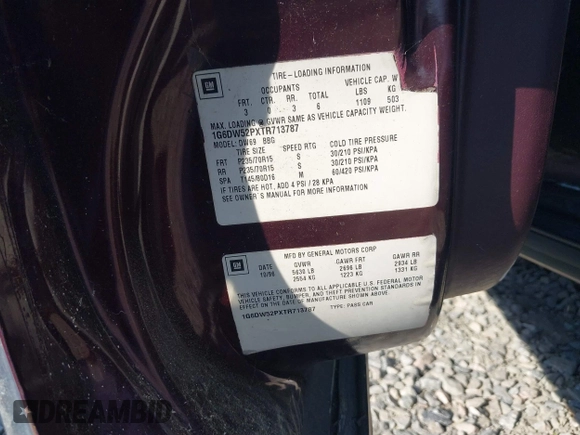 GM
TIRE-LOADING INFORMATION
OCCUPANTS VEHICLE CAP. W
FRT. CTR. RR. TOTAL LBS KG
3 0 3 6 1109 503
MAX. LOADING @ GVWR SAME AS VEHICLE CAPACITY WEIGHT.
1G6DW52PXTR713787
MODEL: DW69 BBG
TIRE SIZE SPEED RTG COLD TIRE PRESSURE
FRT P235/70R15 S 30/210 PSI/KPA
RR P235/70R15 S 30/210 PSI/KPA
SPA T145/80D16 M 60/420 PSI/KPA
IF TIRES ARE HOT, ADD 4 PSI / 28 KPA
SEE OWNER'S MANUAL FOR MORE INFORMATION
GM
MFD BY GENERAL MOTORS CORP
DATE GVWR GAWR FRT GAWR RR
5630 LB 2696 LB 2934 LB
2554 KG 1223 KG 1331 KG
THIS VEHICLE CONFORMS TO ALL APPLICABLE U.S. FEDERAL MOTOR
VEHICLE SAFETY, BUMPER, AND THEFT PREVENTION STANDARDS
IN EFFECT ON THE DATE OF MANUFACTURE SHOWN ABOVE.
1G6DW52PXTR713787 TYPE: PASS CAR
DREAMBID